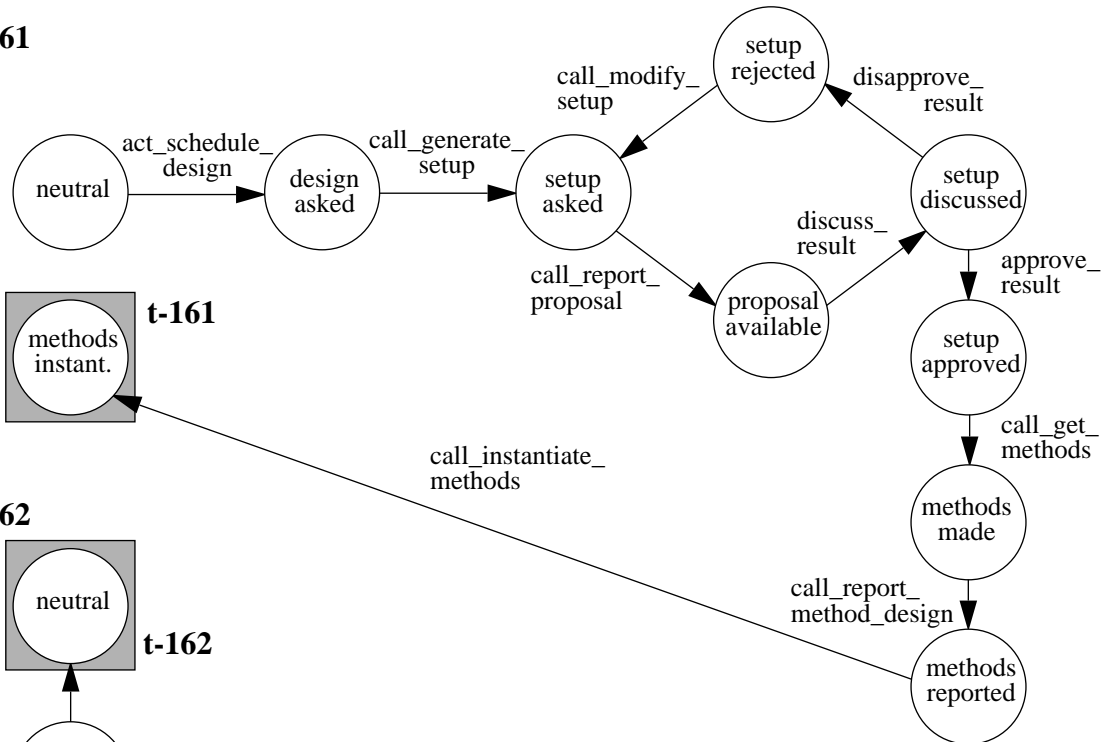 61
setup
rejected
call_modify_
setup
disapprove_
result
act_schedule_
design
call_generate_
setup
neutral
design
asked
setup
asked
setup
discussed
discuss_
result
call_report_
proposal
approve_
result
proposal
available
t-161
methods
instant.
setup
approved
call_get_
methods
call_instantiate_
methods
methods
made
62
neutral
call_report_
method_design
t-162
methods
reported